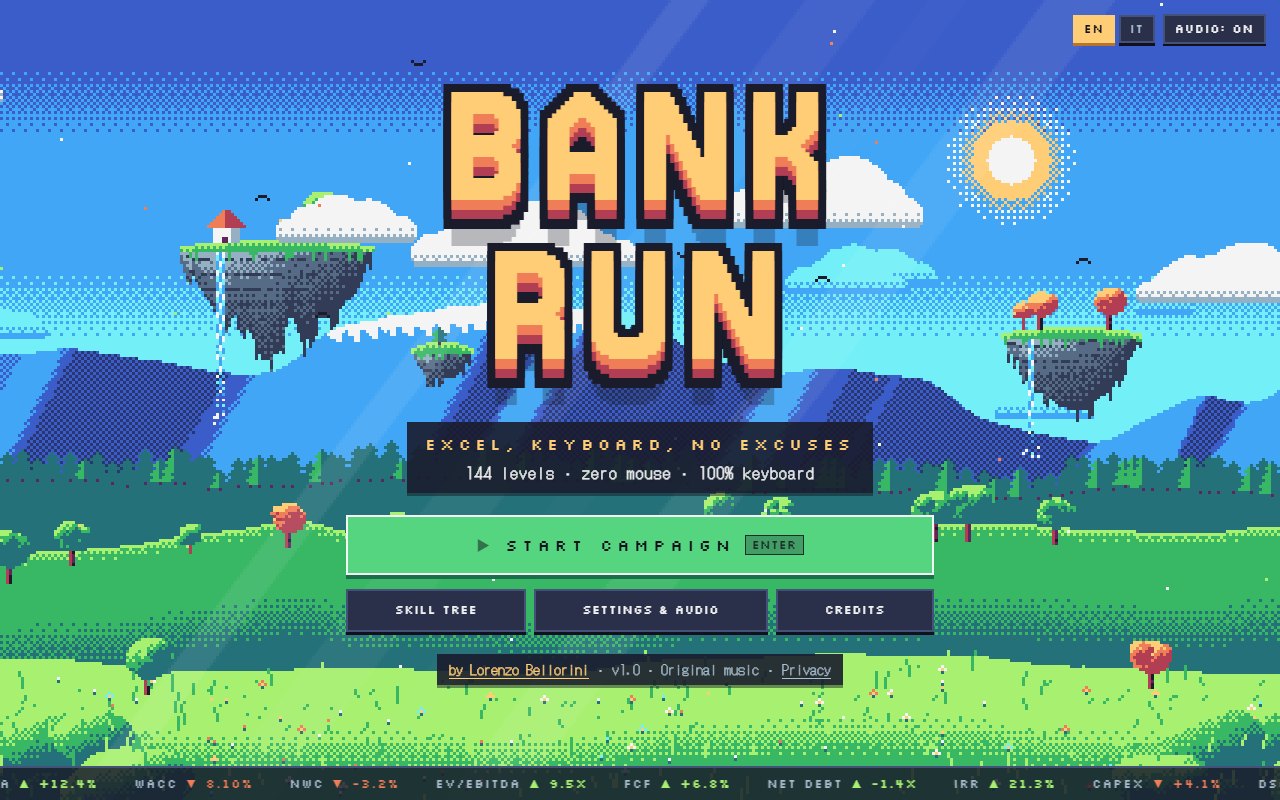 EN IT AUDIO: ON
BANK
RUN
EXCEL, KEYBOARD, NO EXCUSES
144 levels · zero mouse · 100% keyboard
▶ START CAMPAIGN ENTER
SKILL TREE SETTINGS & AUDIO CREDITS
by Lorenzo Bellorini · v1.0 · Original music · Privacy
A ▲ +12.4% WACC ▼ 8.10% NWC ▼ -3.2% EV/EBITDA ▲ 9.5X FCF ▲ +6.8% NET DEBT ▲ -1.4X IRR ▲ 21.3% CAPEX ▼ +4.1% DS